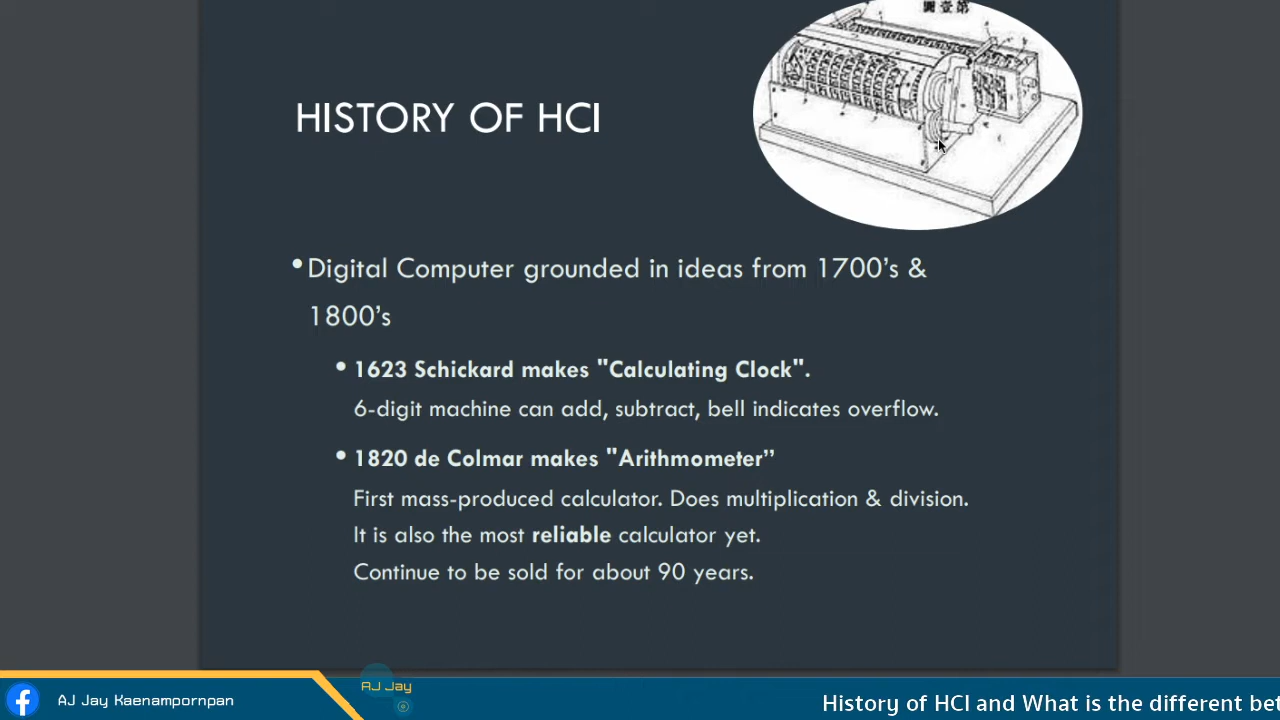 圖壹第
HISTORY OF HCI
•Digital Computer grounded in ideas from 1700’s &
1800’s
• 1623 Schickard makes "Calculating Clock".
6-digit machine can add, subtract, bell indicates overflow.
• 1820 de Colmar makes "Arithmometer”
First mass-produced calculator. Does multiplication & division.
It is also the most reliable calculator yet.
Continue to be sold for about 90 years.
AJ Jay Kaenampornpan
AJ Jay
History of HCI and What is the different bet